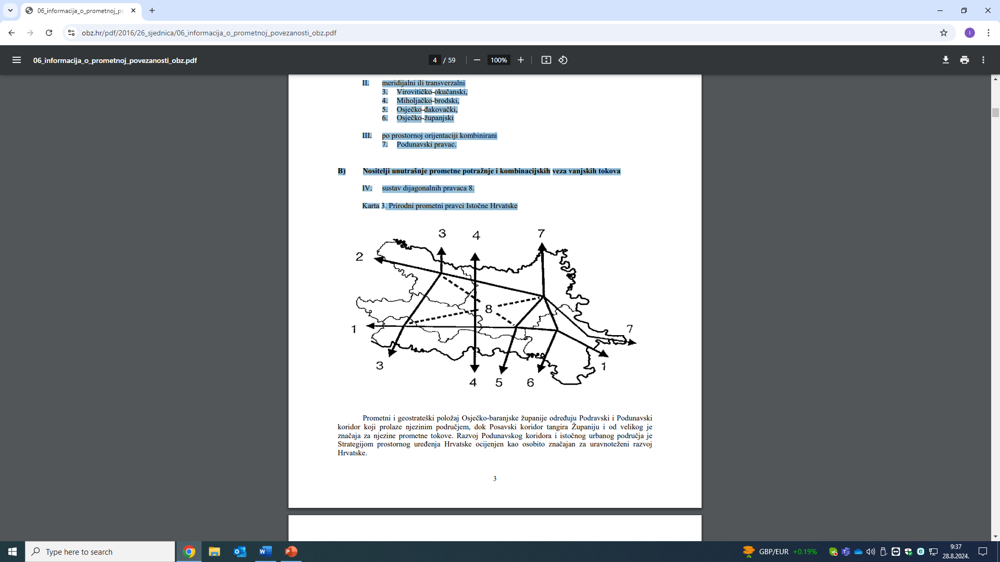 06_informacija_o_prometnoj_po
obz.hr/pdf/2016/26_sjednica/06_informacija_o_prometnoj_povezanosti_obz.pdf
I
06_informacija_o_prometnoj_povezanosti_obz.pdf
4 / 59
100%
II. meridijalni ili transverzalni
3. Virovitičko-okučanski,
4. Miholjačko-brodski,
5. Osječko-đakovački,
6. Osječko-županjski
III. po prostornoj orijentaciji kombinirani
7. Podunavski pravac.
B) Nositelji unutrašnje prometne potražnje i kombinacijskih veza vanjskih tokova
IV. sustav dijagonalnih pravaca 8.
Karta 3. Prirodni prometni pravci Istočne Hrvatske
3 4 7
2
8
1 7
3 1
4 5 6
Prometni i geostrateški položaj Osječko-baranjske županije određuju Podravski i Podunavski
koridor koji prolaze njezinim područjem, dok Posavski koridor tangira Županiju i od velikog je
značaja za njezine prometne tokove. Razvoj Podunavskog koridora i istočnog urbanog područja je
Strategijom prostornog uređenja Hrvatske ocijenjen kao osobito značajan za uravnoteženi razvoj
Hrvatske.
3
Type here to search
GBP/EUR +0.19%
9:37
28.8.2024.